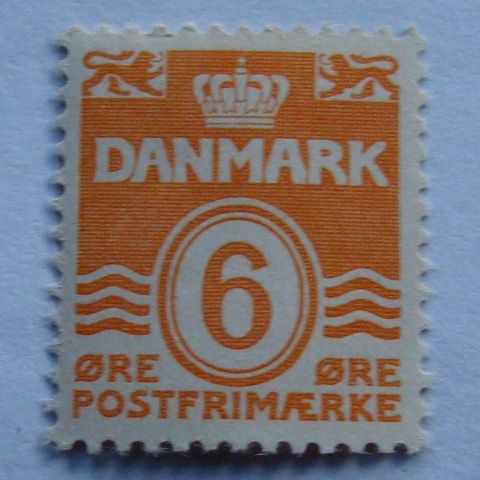 DANMARK
6
ØRE ØRE
POSTFRIMÆRKE